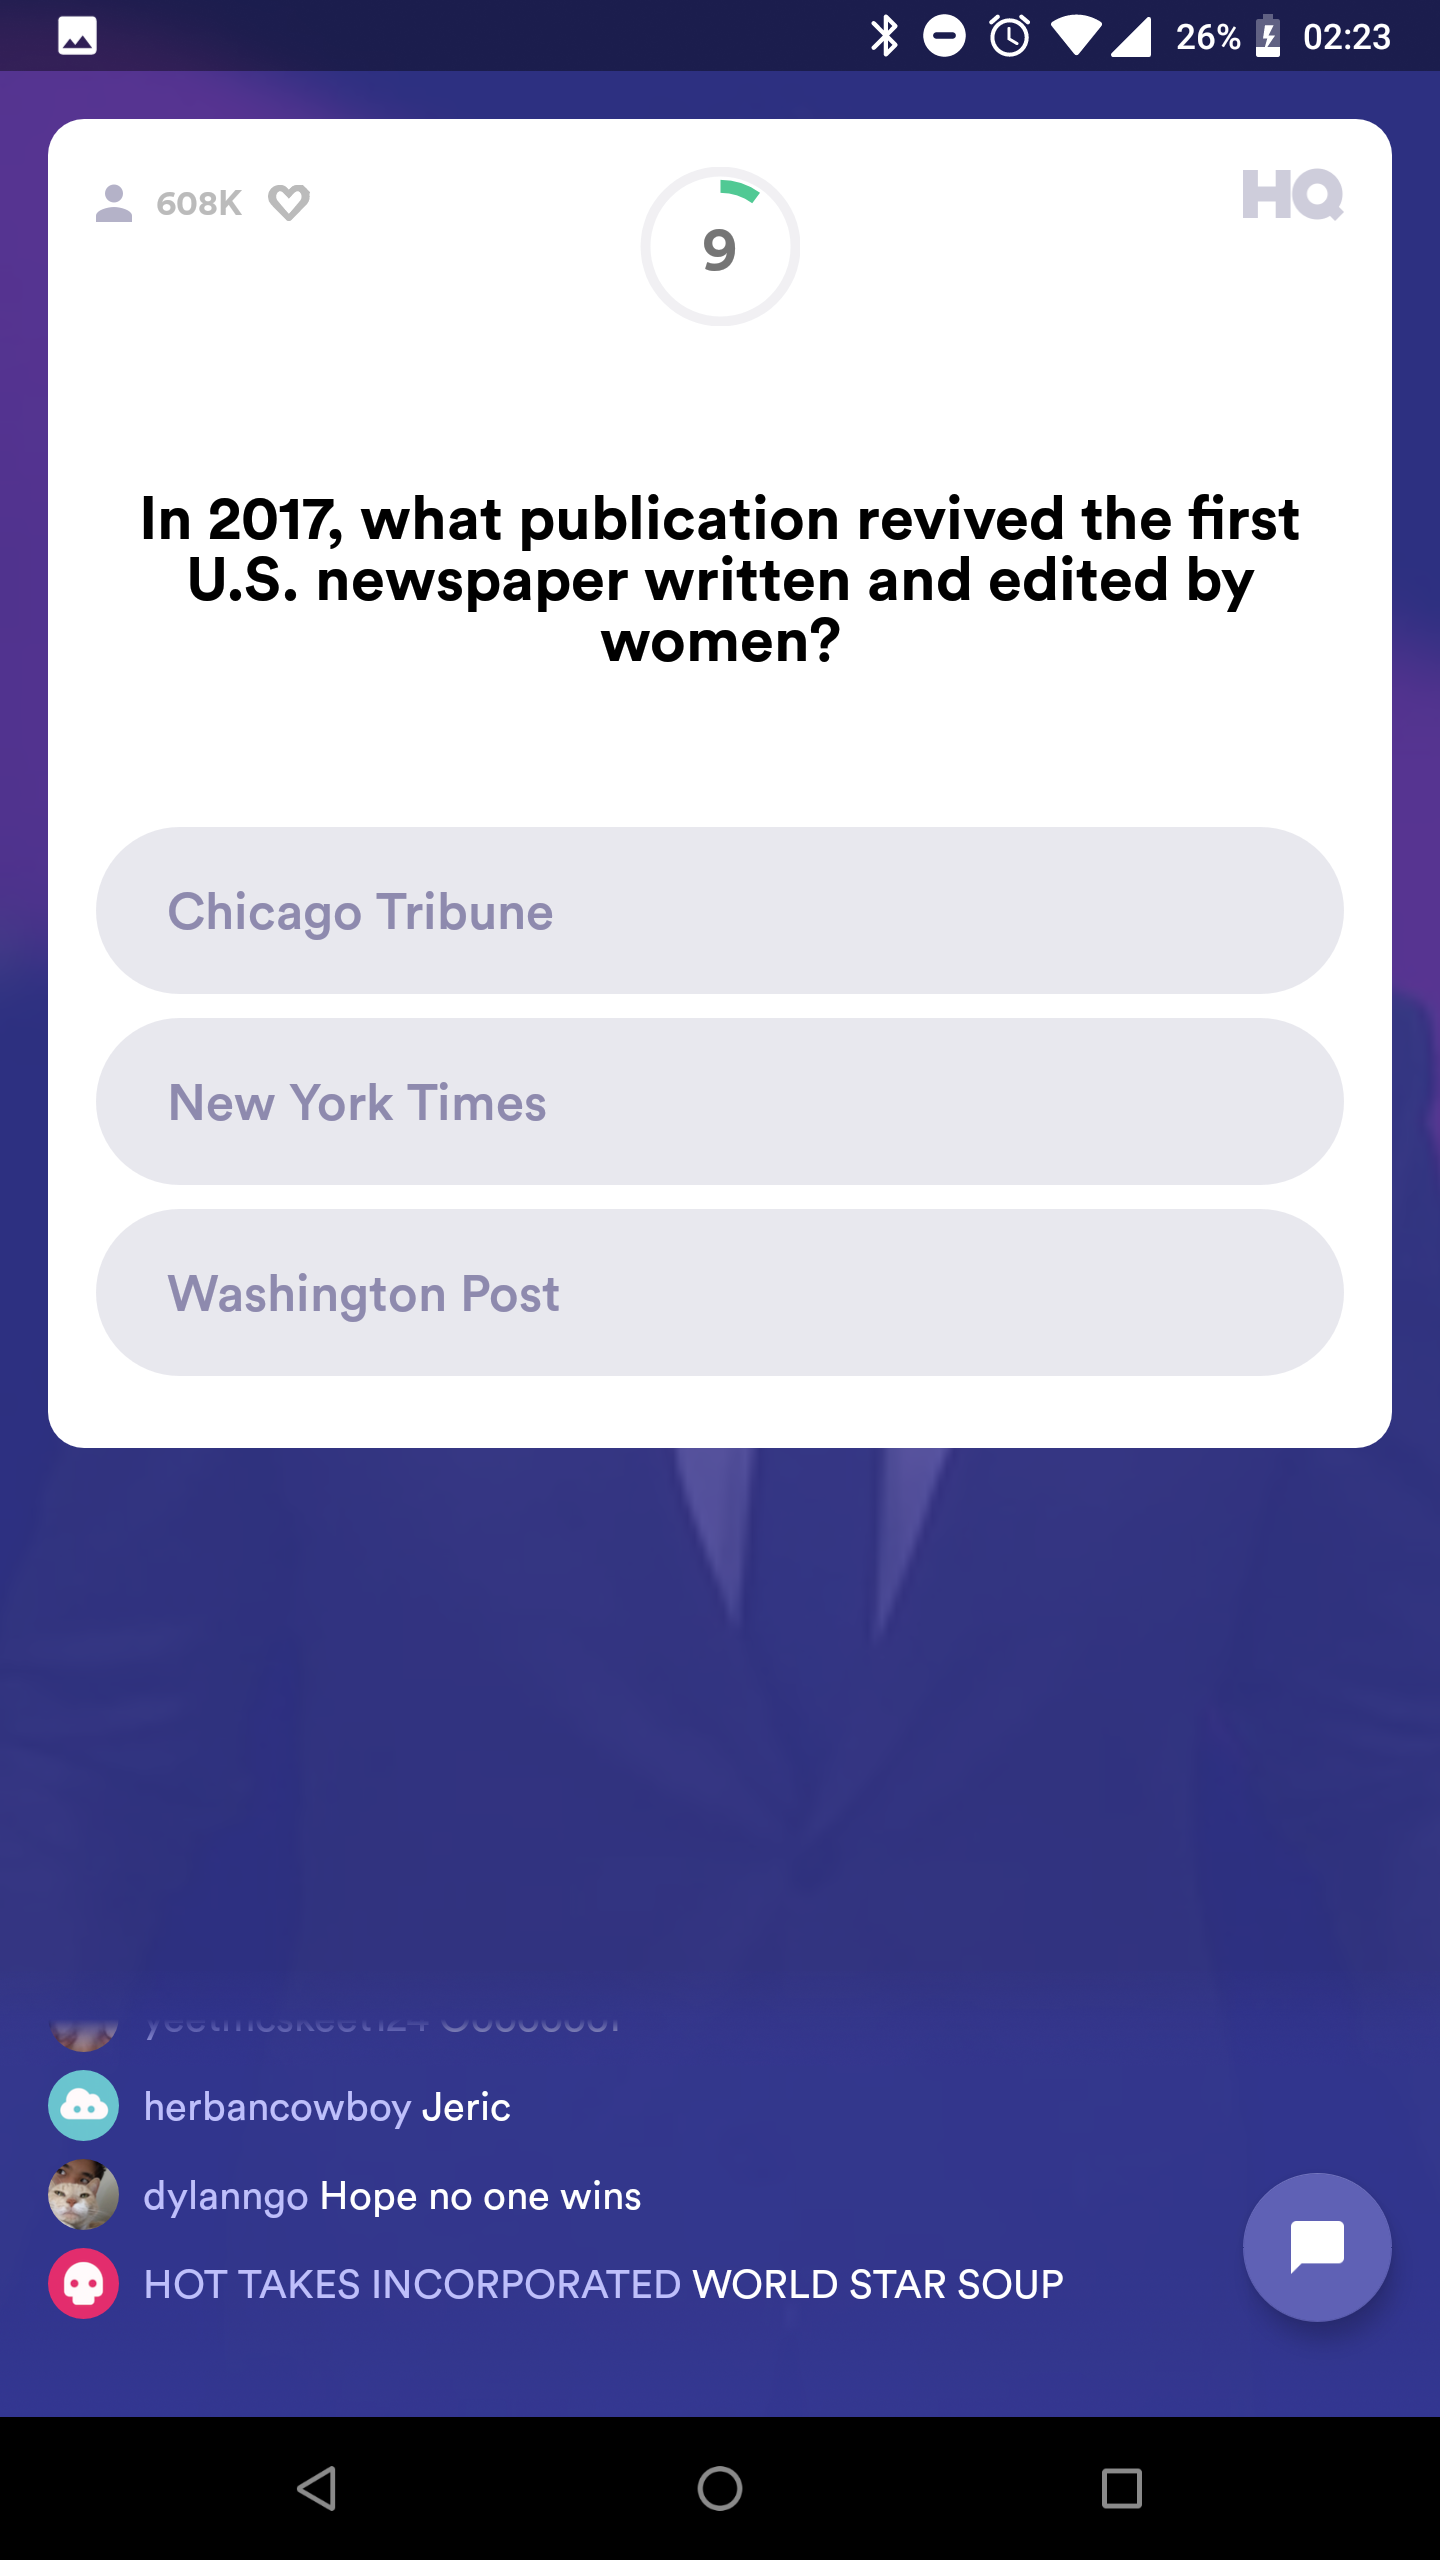 26% 02:23
608K
9
HQ
In 2017, what publication revived the first
U.S. newspaper written and edited by
women?
Chicago Tribune
New York Times
Washington Post
herbancowboy Jeric
dylanngo Hope no one wins
HOT TAKES INCORPORATED WORLD STAR SOUP